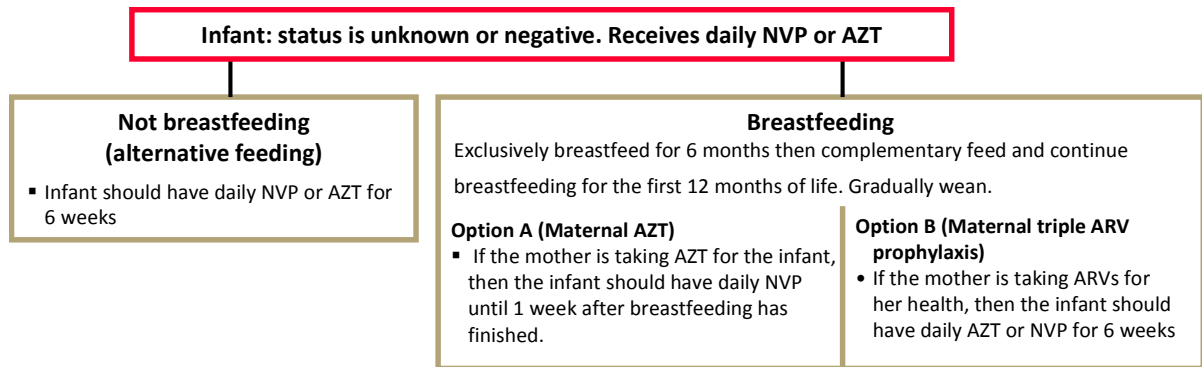 Infant: status is unknown or negative. Receives daily NVP or AZT
Not breastfeeding
(alternative feeding)
▪ Infant should have daily NVP or AZT for
6 weeks
Breastfeeding
Exclusively breastfeed for 6 months then complementary feed and continue
breastfeeding for the first 12 months of life. Gradually wean.
Option A (Maternal AZT)
▪ If the mother is taking AZT for the infant,
then the infant should have daily NVP
until 1 week after breastfeeding has
finished.
Option B (Maternal triple ARV
prophylaxis)
• If the mother is taking ARVs for
her health, then the infant should
have daily AZT or NVP for 6 weeks